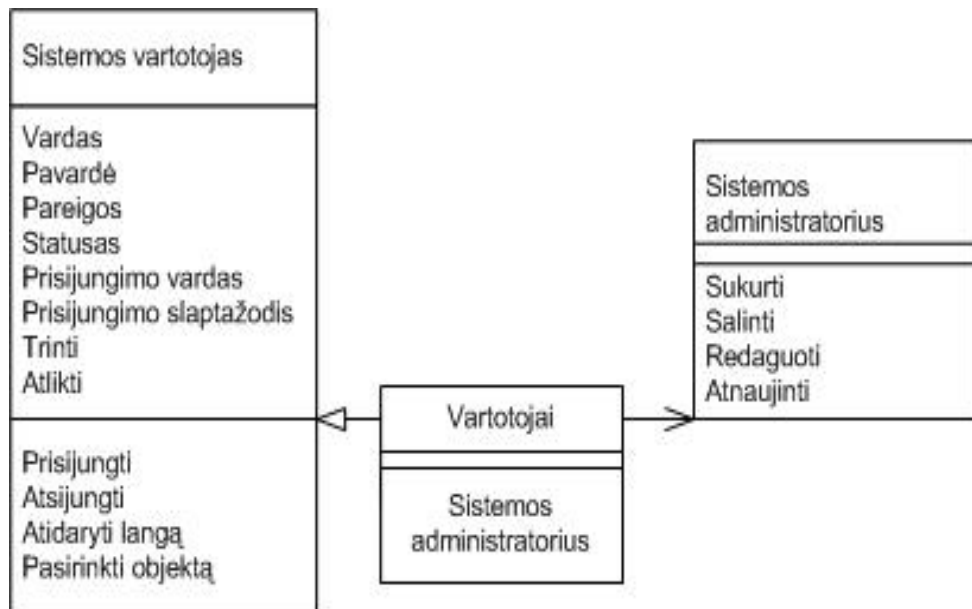 Sistemos vartotojas
Vardas
Pavardė
Pareigos
Statusas
Prisijungimo vardas
Prisijungimo slaptažodis
Trinti
Atlikti
Prisijungti
Atsijungti
Atidaryti langą
Pasirinkti objektą
Vartotojai
Sistemos
administratorius
Sistemos
administratorius
Sukurti
Salinti
Redaguoti
Atnaujinti